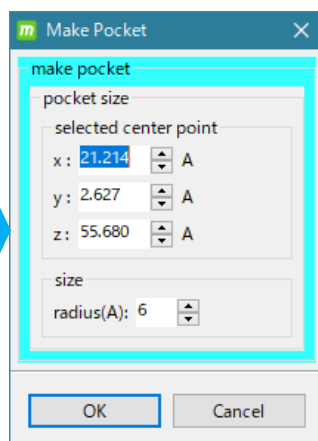 m Make Pocket
make pocket
pocket size
selected center point
x : 21.214 A
y : 2.627 A
z : 55.680 A
size
radius(A): 6
OK Cancel